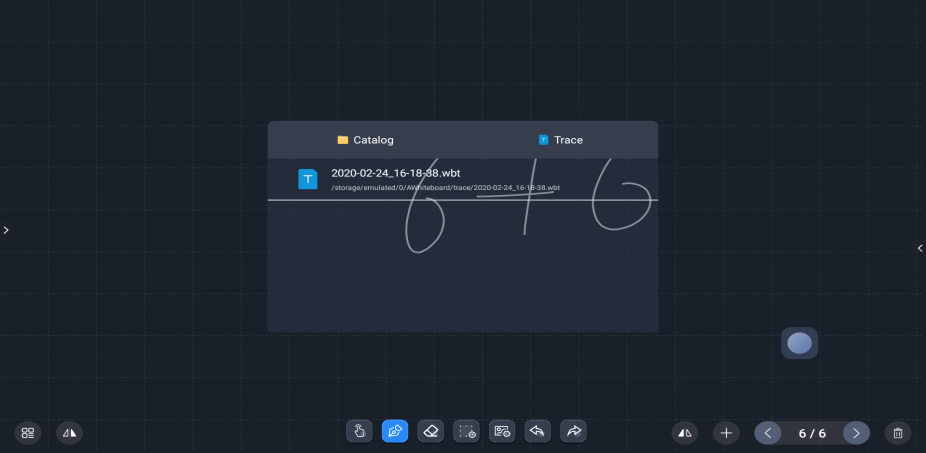 Catalog Trace
2020-02-24_16-18-38.wbt
/storage/emulated/0/AWhiteboard/trace/2020-02-24_16-18-38.wbt
6+6
6 / 6